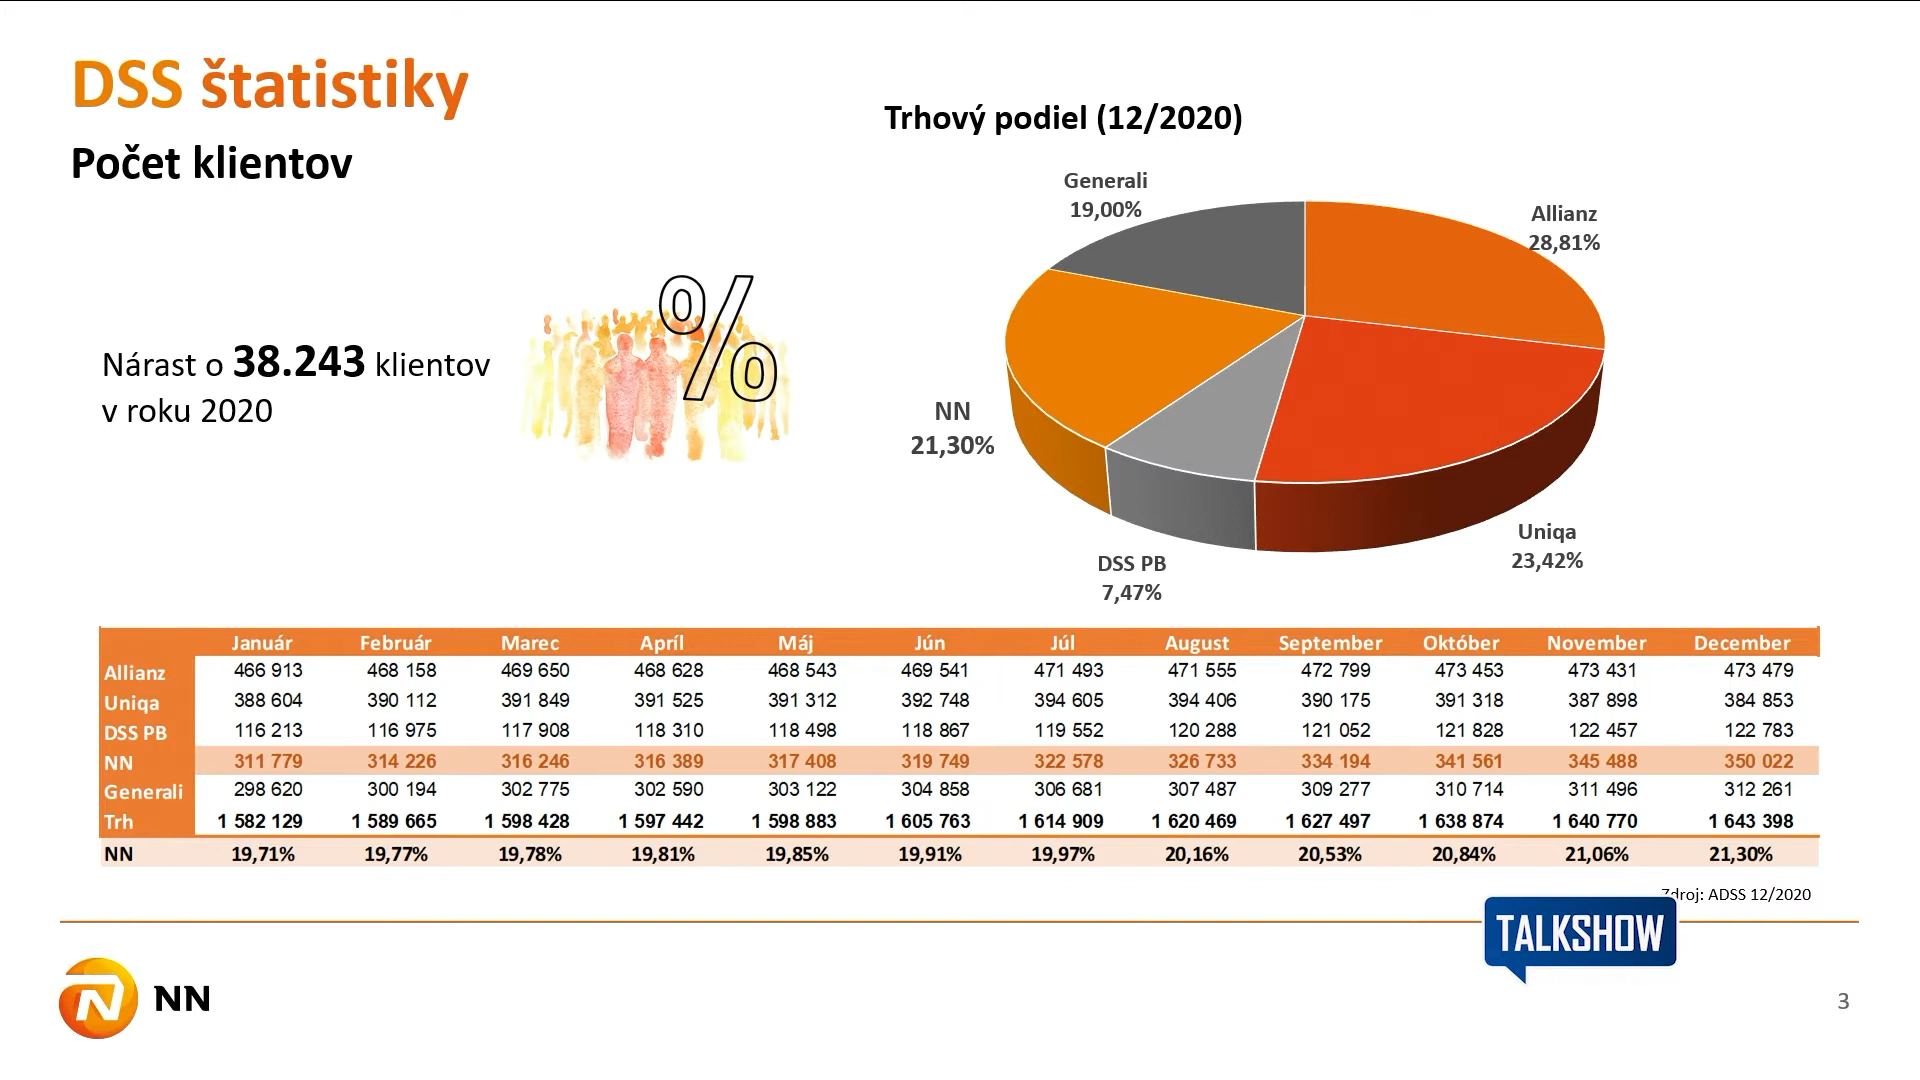 DSS štatistiky
Počet klientov
Trhový podiel (12/2020)
Generali
19,00%
Allianz
28,81%
%
Nárast o 38.243 klientov
v roku 2020
NN
21,30%
Uniqa
23,42%
DSS PB
7,47%
Január Február Marec Apríl Máj Jún Júl August September Október November December
Allianz 466 913 468 158 469 650 468 628 468 543 469 541 471 493 471 555 472 799 473 453 473 431 473 479
Uniqa 388 604 390 112 391 849 391 525 391 312 392 748 394 605 394 406 390 175 391 318 387 898 384 853
DSS PB 116 213 116 975 117 908 118 310 118 498 118 867 119 552 120 288 121 052 121 828 122 457 122 783
NN 311 779 314 226 316 246 316 389 317 408 319 749 322 578 326 733 334 194 341 561 345 488 350 022
Generali 298 620 300 194 302 775 302 590 303 122 304 858 306 681 307 487 309 277 310 714 311 496 312 261
Trh 1 582 129 1 589 665 1 598 428 1 597 442 1 598 883 1 605 763 1 614 909 1 620 469 1 627 497 1 638 874 1 640 770 1 643 398
NN 19,71% 19,77% 19,78% 19,81% 19,85% 19,91% 19,97% 20,16% 20,53% 20,84% 21,06% 21,30%
Zdroj: ADSS 12/2020
TALKSHOW
NN
3